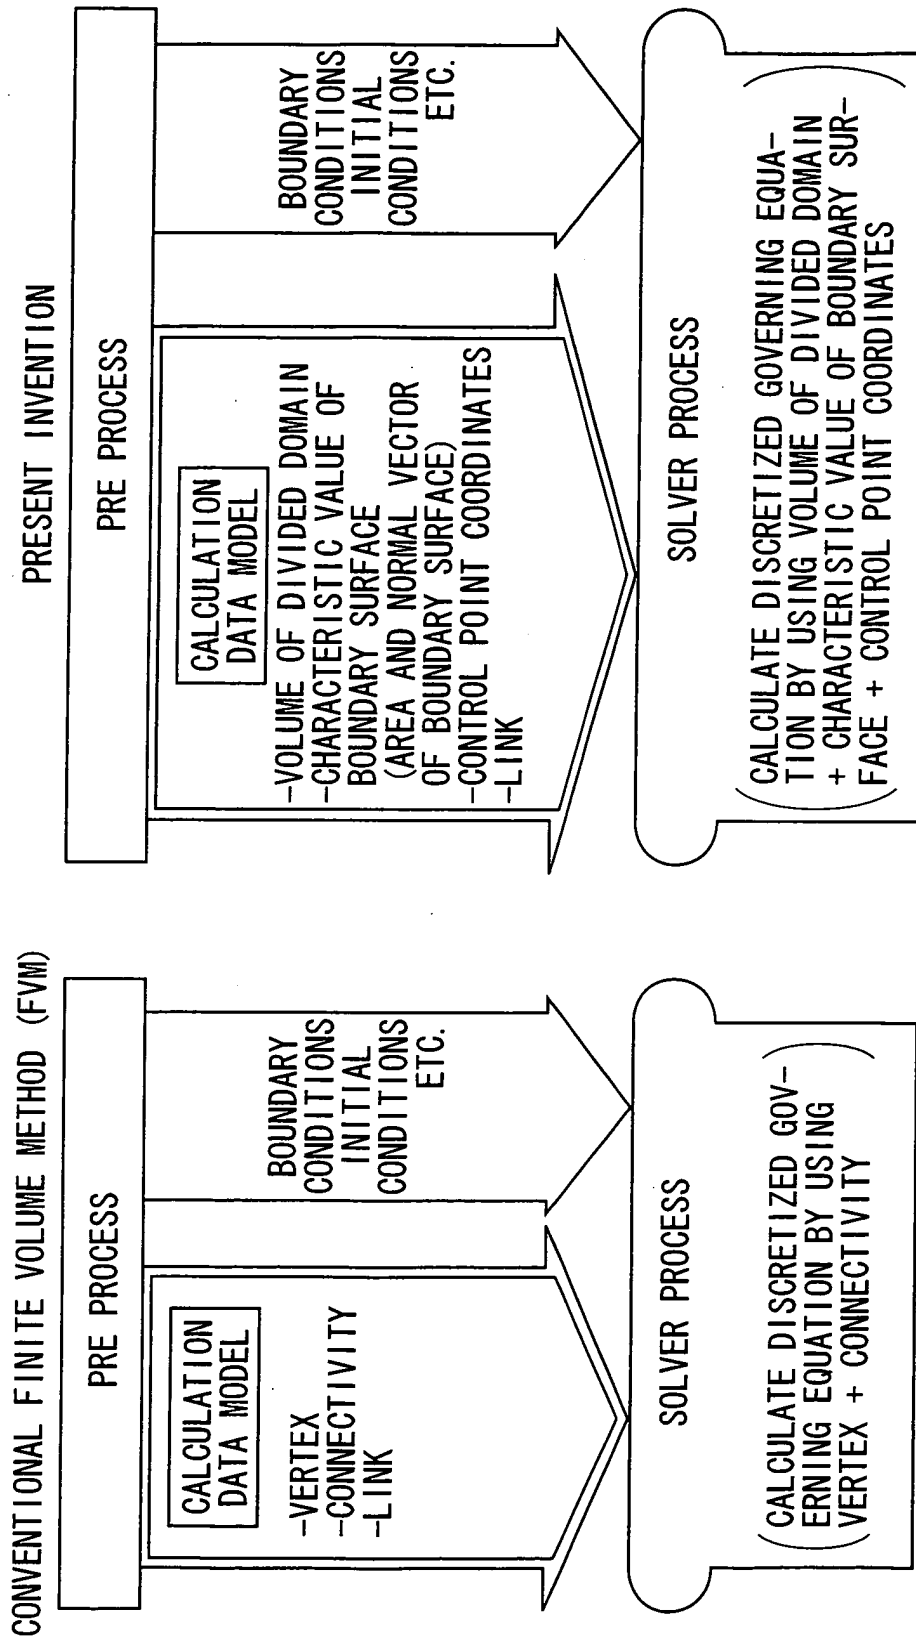 CONVENTIONAL FINITE VOLUME METHOD (FVM)
PRE PROCESS
CALCULATION
DATA MODEL
-VERTEX
-CONNECTIVITY
-LINK
BOUNDARY
CONDITIONS
INITIAL
CONDITIONS
ETC.
SOLVER PROCESS
(CALCULATE DISCRETIZED GOV-
ERNING EQUATION BY USING
VERTEX + CONNECTIVITY)
PRESENT INVENTION
PRE PROCESS
CALCULATION
DATA MODEL
-VOLUME OF DIVIDED DOMAIN
-CHARACTERISTIC VALUE OF
BOUNDARY SURFACE
(AREA AND NORMAL VECTOR
OF BOUNDARY SURFACE)
-CONTROL POINT COORDINATES
-LINK
BOUNDARY
CONDITIONS
INITIAL
CONDITIONS
ETC.
SOLVER PROCESS
(CALCULATE DISCRETIZED GOVERNING EQUA-
TION BY USING VOLUME OF DIVIDED DOMAIN
+ CHARACTERISTIC VALUE OF BOUNDARY SUR-
FACE + CONTROL POINT COORDINATES)